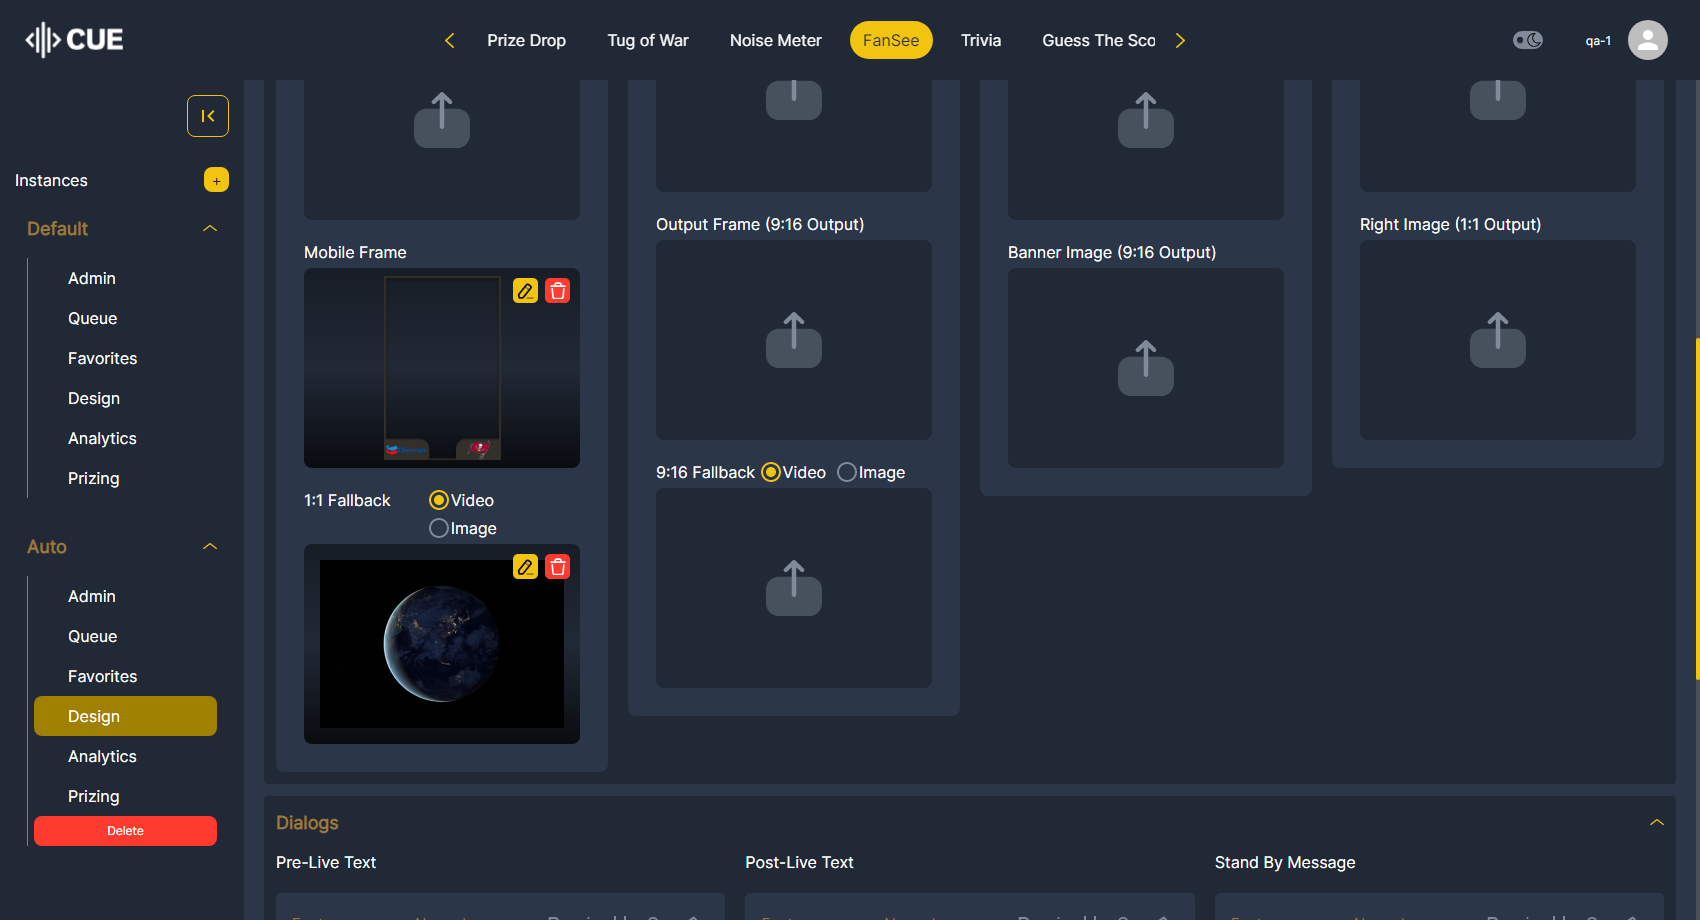 CUE
Prize Drop
Tug of War
Noise Meter
FanSee
Trivia
Guess The Sco
qa-1
Instances
+
Default
Admin
Queue
Favorites
Design
Analytics
Prizing
Auto
Admin
Queue
Favorites
Design
Analytics
Prizing
Delete
Mobile Frame
1:1 Fallback
Video
Image
Output Frame (9:16 Output)
9:16 Fallback Video Image
Banner Image (9:16 Output)
Right Image (1:1 Output)
Dialogs
Pre-Live Text
Post-Live Text
Stand By Message